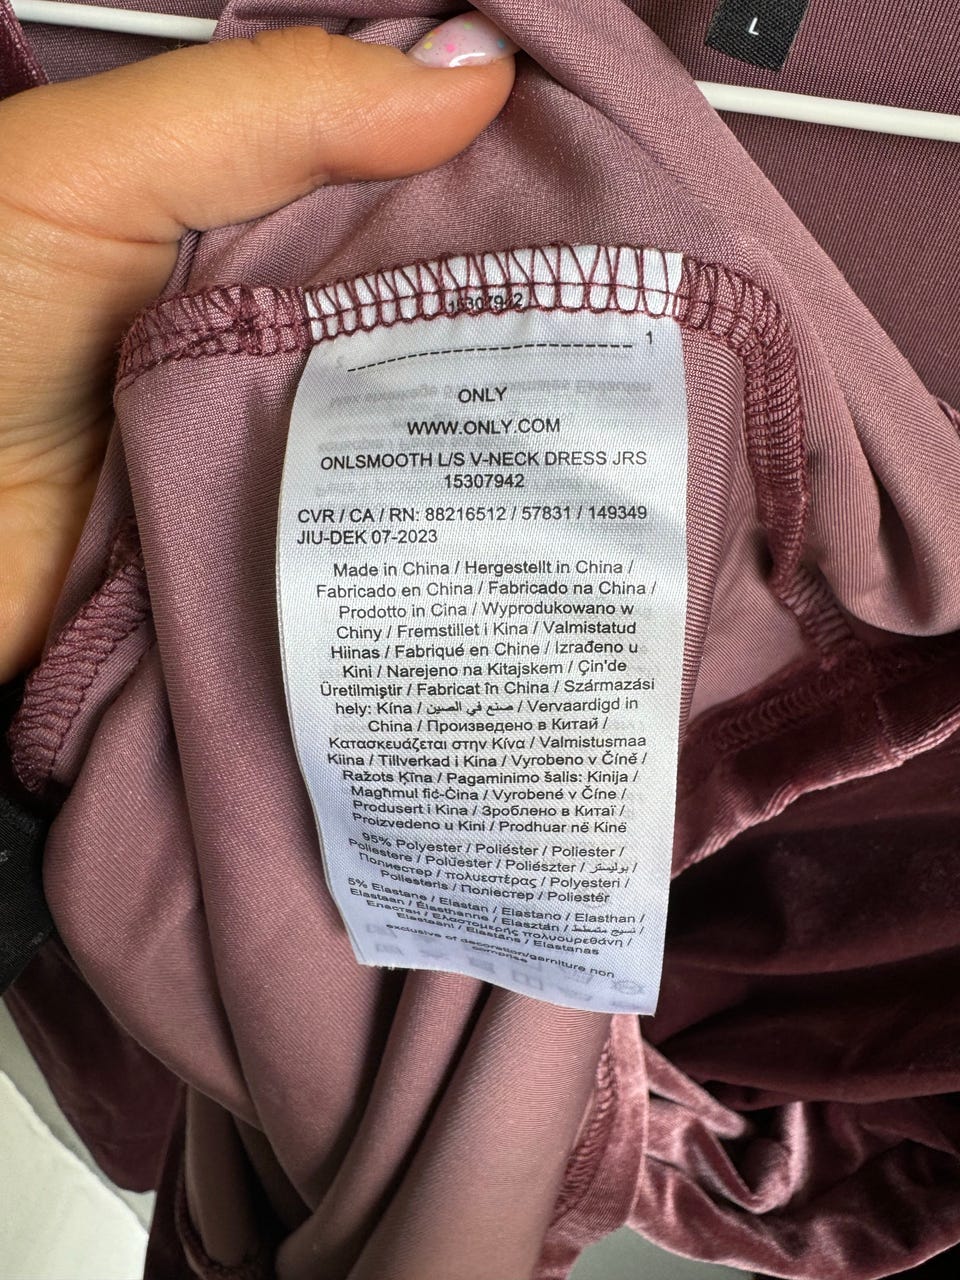 L
15307942
1
ONLY
WWW.ONLY.COM
ONLSMOOTH L/S V-NECK DRESS JRS
15307942
CVR / CA / RN: 88216512 / 57831 / 149349
JIU-DEK 07-2023
Made in China / Hergestellt in China /
Fabricado en China / Fabricado na China /
Prodotto in Cina / Wyprodukowano w
Chiny / Fremstillet i Kina / Valmistatud
Hiinas / Fabriqué en Chine / Izrađeno u
Kini / Narejeno na Kitajskem / Çin'de
Üretilmiştir / Fabricat în China / Származási
hely: Kína / صنع في الصين / Vervaardigd in
China / Произведено в Китай /
Κατασκευάζεται στην Κίνα / Valmistusmaa
Kiina / Tillverkad i Kina / Vyrobeno v Číně /
Ražots Ķīna / Pagaminimo šalis: Kinija /
Magħmul fiċ-Ċina / Vyrobené v Číne /
Produsert i Kina / Зроблено в Китаї /
Proizvedeno u Kini / Prodhuar në Kinë
95% Polyester / Poliéster / Poliester /
Poliestere / Polüester / Poliészter / بوليستر /
Полиестер / πολυεστέρας / Polyesteri /
Poliesteris / Поліестер / Poliestër
5% Elastane / Elastan / Elastano / Elasthan /
Elastaan / Élasthanne / Elasztán / نسيج متمطط /
Еластан / Ελαστομερής πολυουρεθάνη /
Elastaani / Elastāns / Elastanas
exclusive of decoration/garniture non
comprise